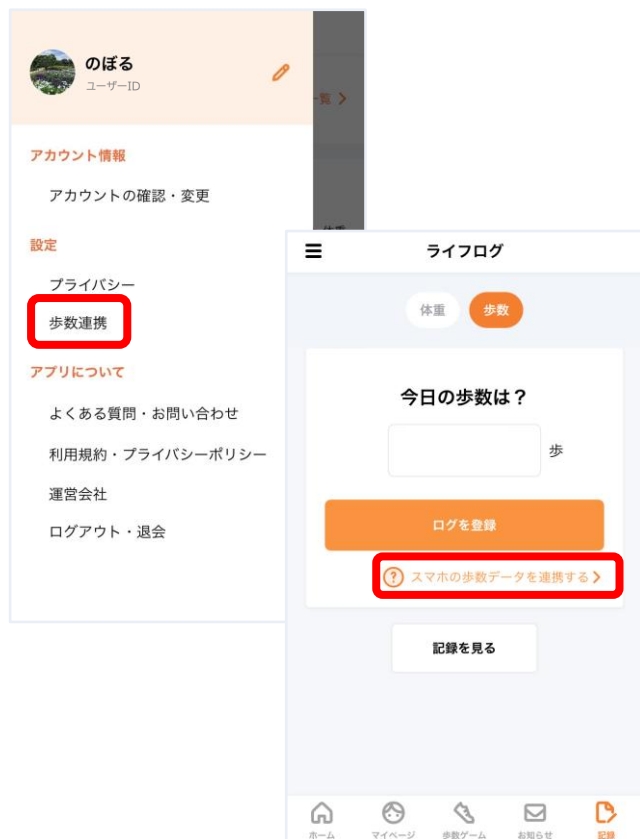 のぼる
ユーザーID
一覧
アカウント情報
アカウントの確認・変更
設定
プライバシー
歩数連携
アプリについて
よくある質問・お問い合わせ
利用規約・プライバシーポリシー
運営会社
ログアウト・退会
ライフログ
体重 歩数
今日の歩数は？
歩
ログを登録
? スマホの歩数データを連携する
記録を見る
ホーム マイページ 歩数ゲーム お知らせ 記録